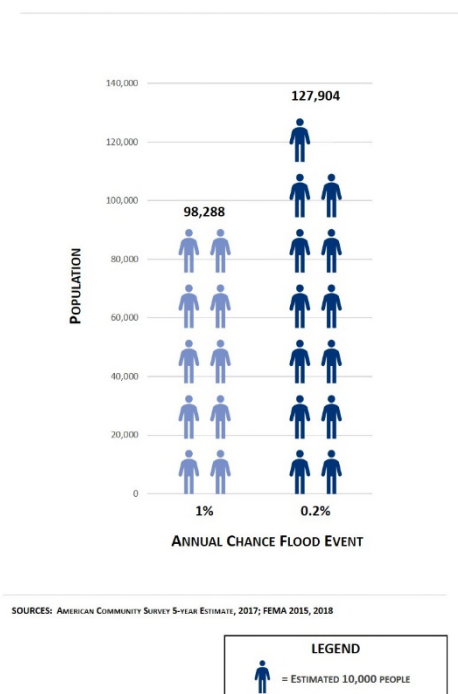 140,000
127,904
120,000
100,000
98,288
80,000
60,000
40,000
20,000
0
POPULATION
1%
0.2%
ANNUAL CHANCE FLOOD EVENT
SOURCES: AMERICAN COMMUNITY SURVEY 5-YEAR ESTIMATE, 2017; FEMA 2015, 2018
LEGEND
= ESTIMATED 10,000 PEOPLE